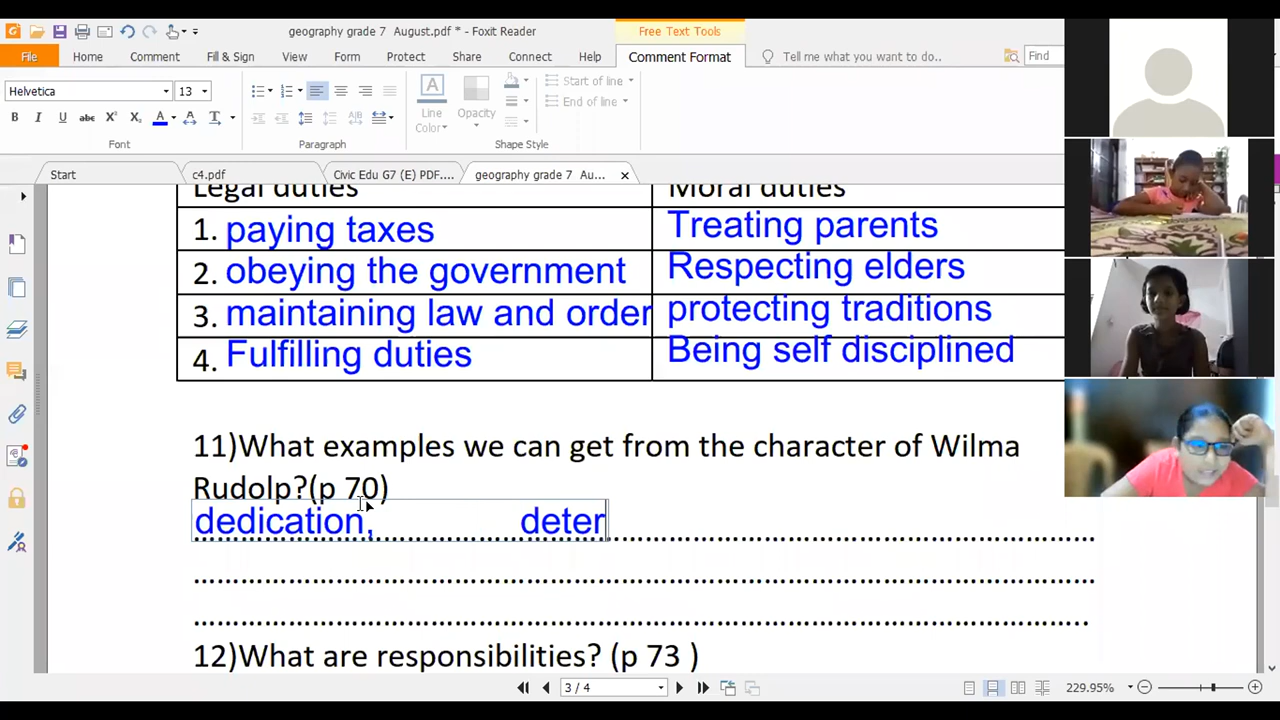 geography grade 7 August.pdf * - Foxit Reader
Free Text Tools
File Home Comment Fill & Sign View Form Protect Share Connect Help Comment Format Tell me what you want to do.. Find
Helvetica 13
Line Color
Opacity
Start of line
End of line
Font Paragraph Shape Style
Start c4.pdf Civic Edu G7 (E) PDF.... geography grade 7 Au...
Legal duties Moral duties
1. paying taxes Treating parents
2. obeying the government Respecting elders
3. maintaining law and order protecting traditions
4. Fulfilling duties Being self disciplined
11)What examples we can get from the character of Wilma
Rudolp?(p 70)
dedication, deter
12)What are responsibilities? (p 73 )
3 / 4 229.95%